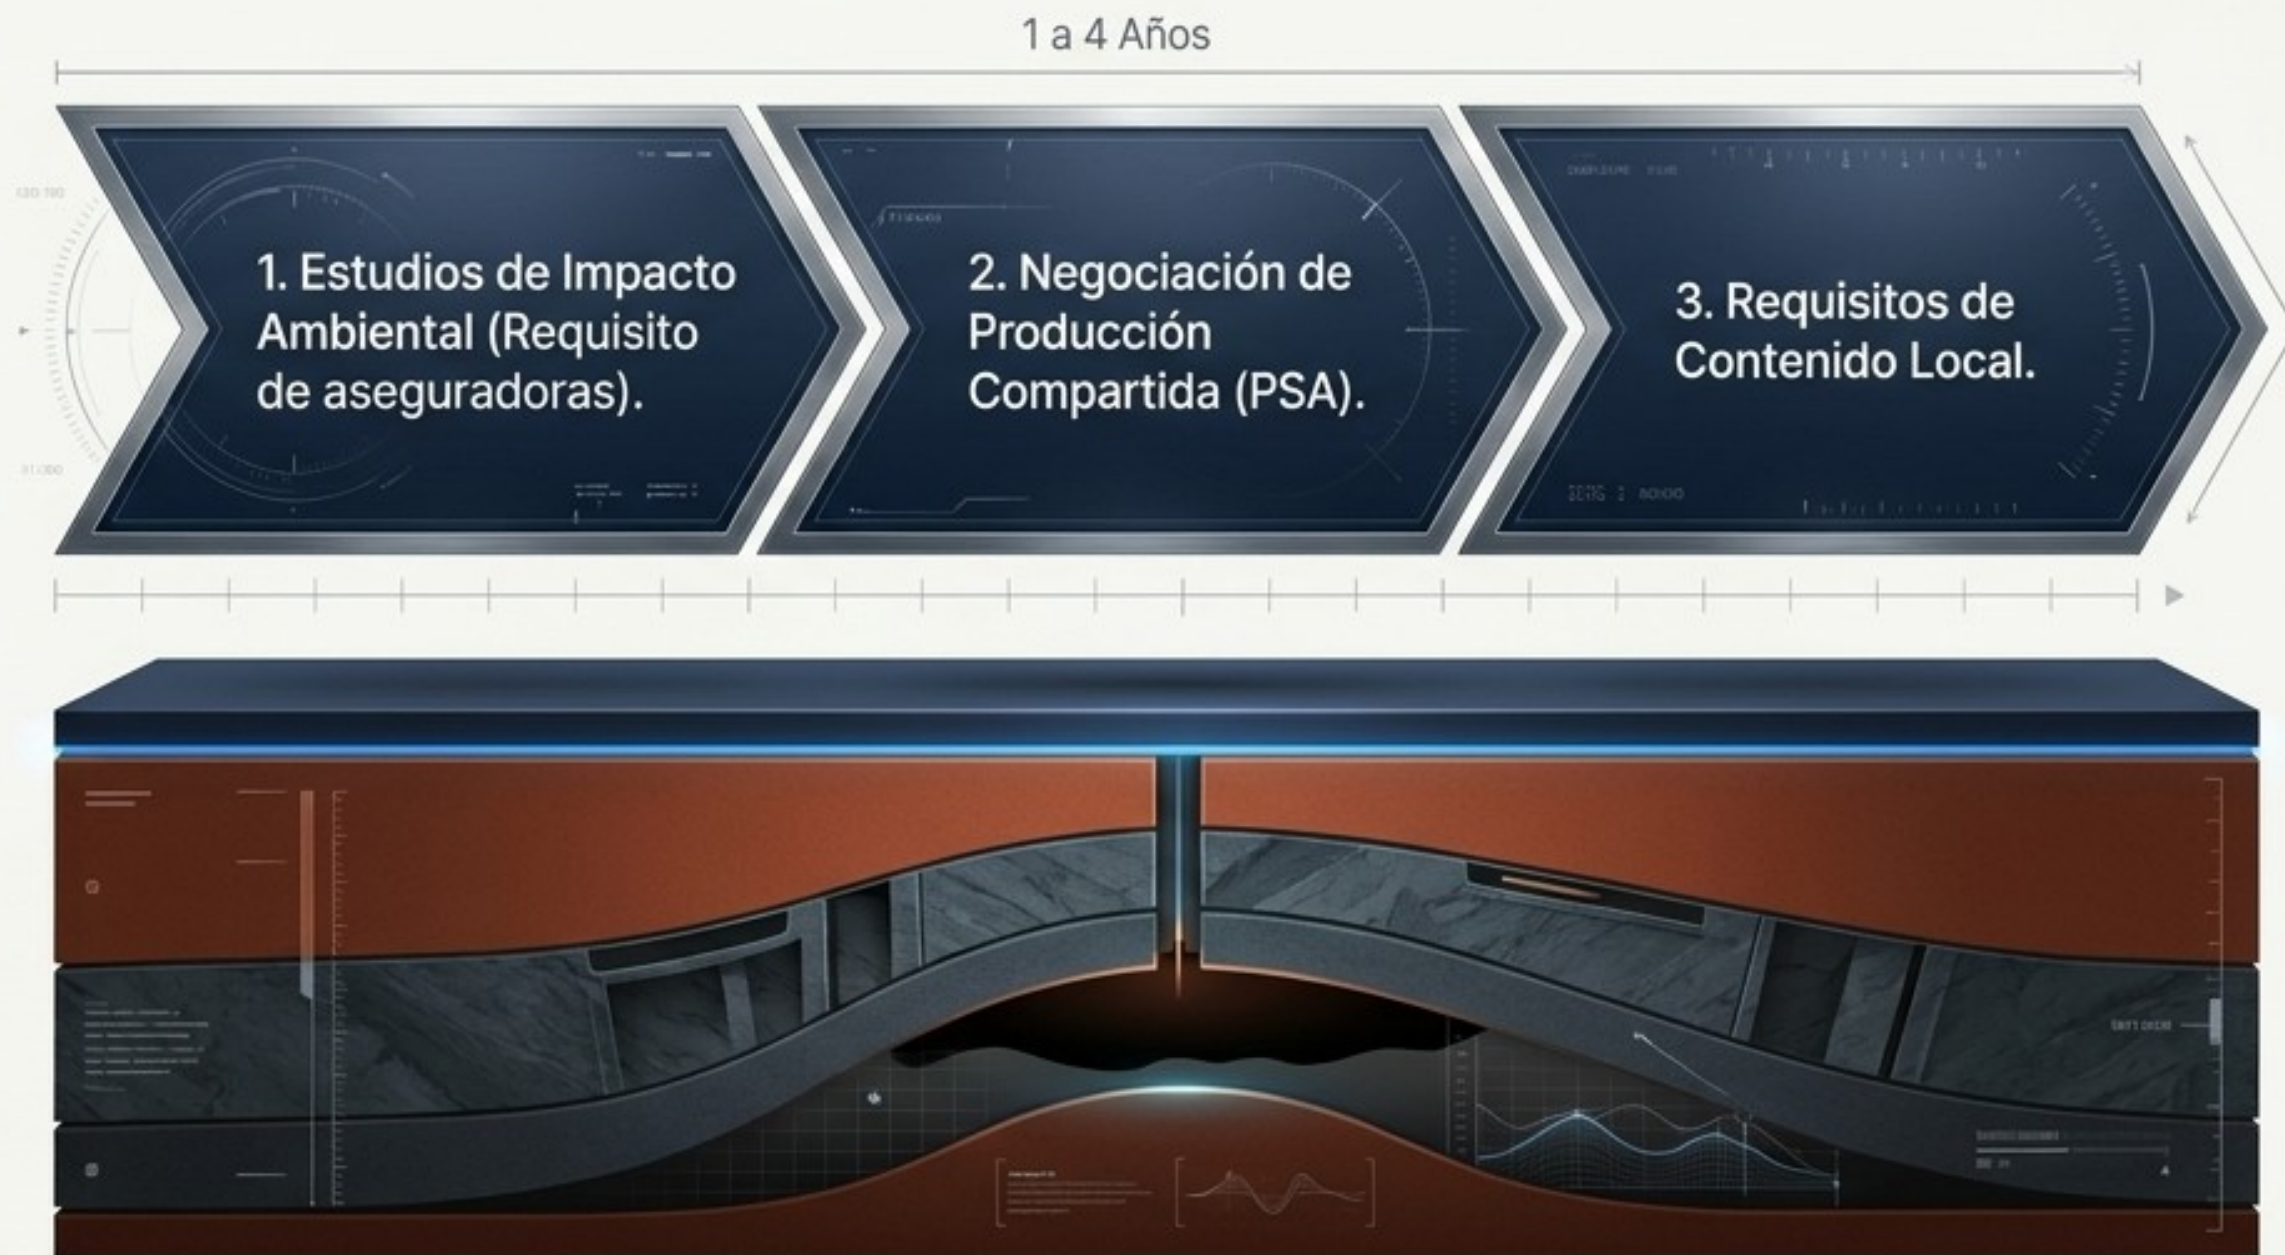 1 a 4 Años
1. Estudios de Impacto
Ambiental (Requisito
de aseguradoras).
2. Negociación de
Producción
Compartida (PSA).
3. Requisitos de
Contenido Local.